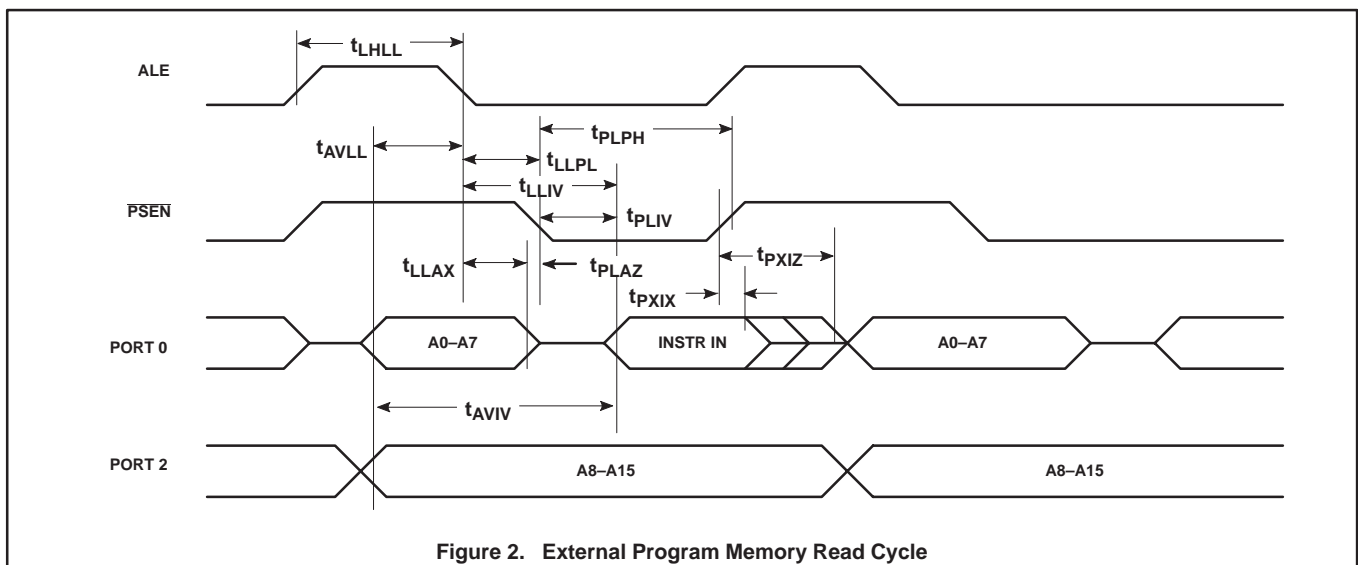 tLHLL
ALE
tPLPH
tAVLL
tLLPL
tLLIV
PSEN
tPLIV
tLLAX
tPLAZ
tPXIZ
tPXIX
PORT 0
A0–A7
INSTR IN
A0–A7
tAVIV
PORT 2
A8–A15
A8–A15
Figure 2. External Program Memory Read Cycle